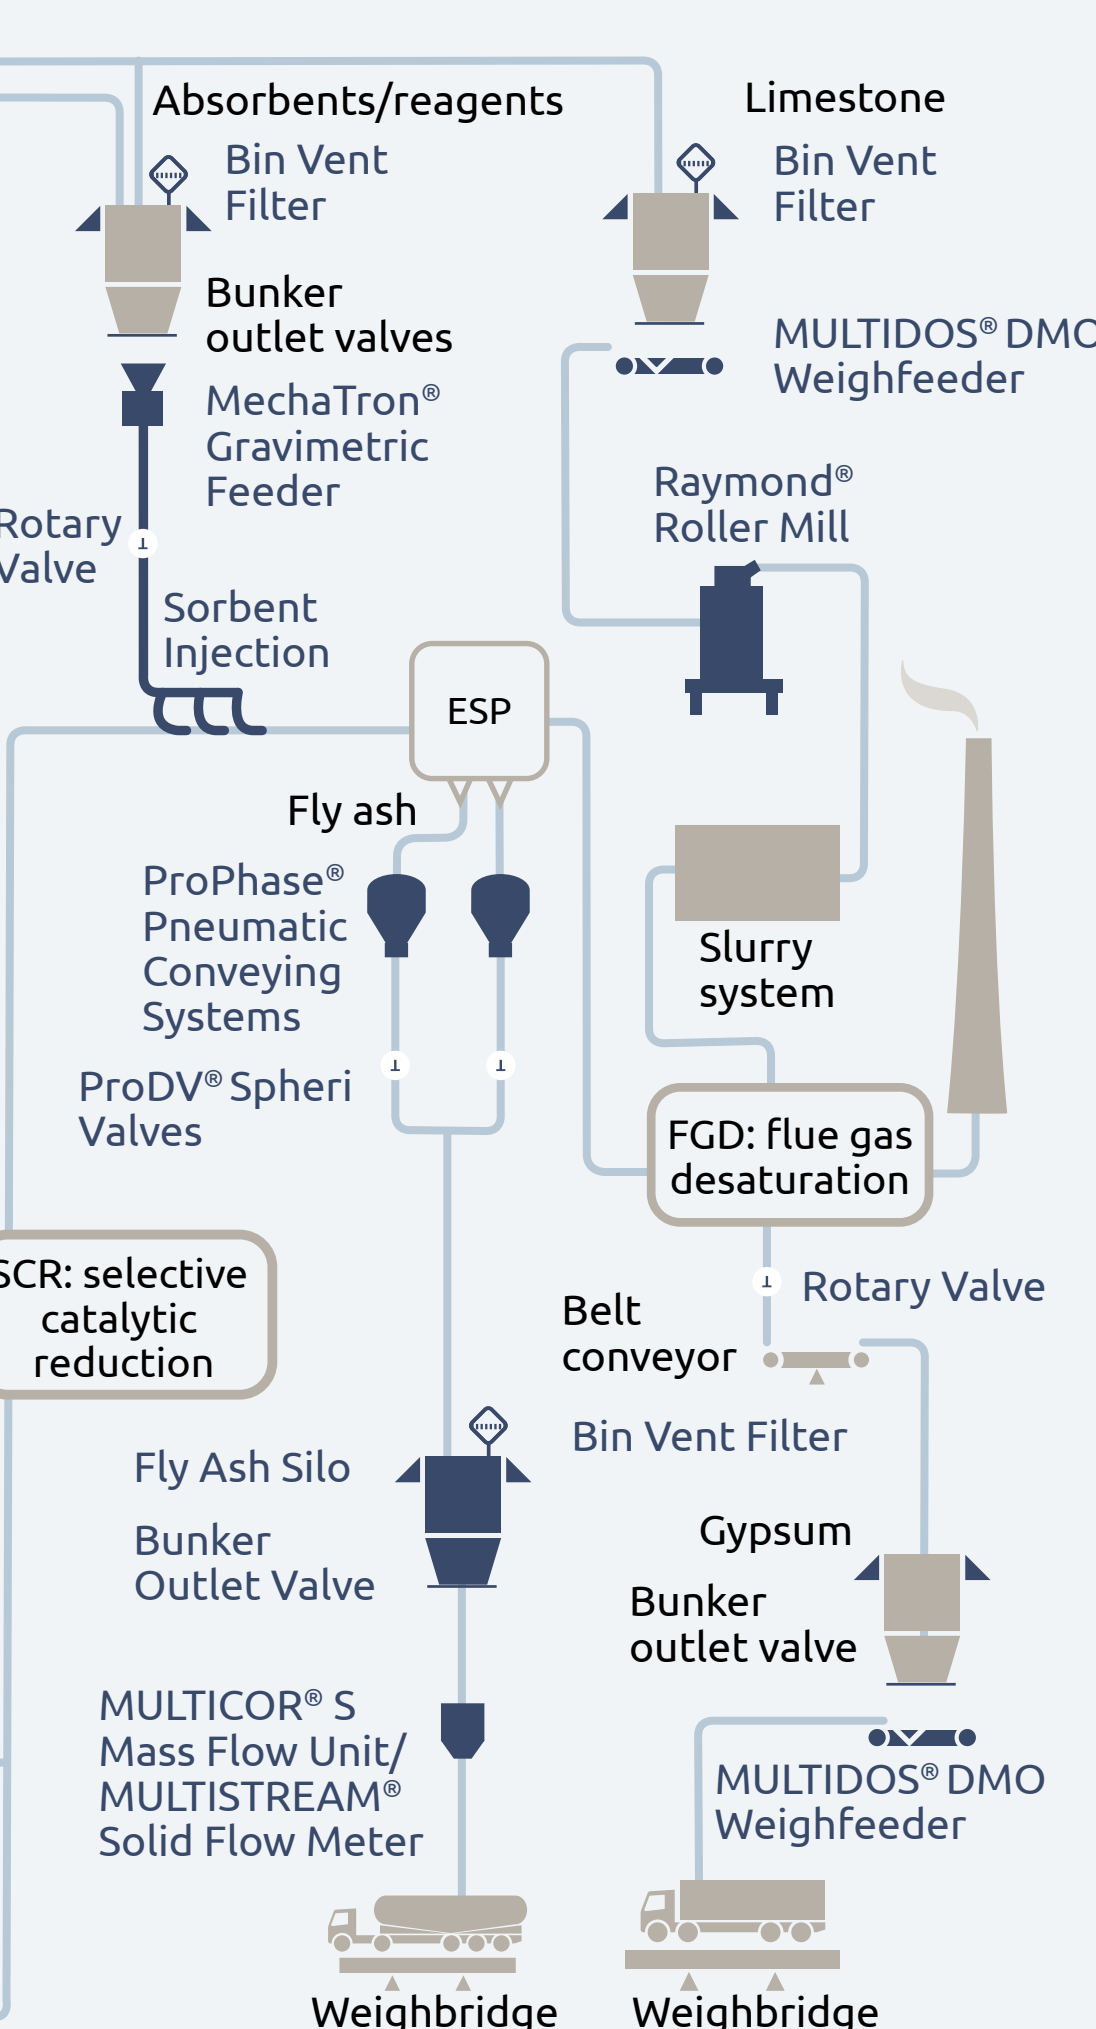 Absorbents/reagents
Limestone
Bin Vent
Filter
Bin Vent
Filter
Bunker
outlet valves
MULTIDOS® DMO
Weighfeeder
MechaTron®
Gravimetric
Feeder
Raymond®
Roller Mill
Rotary
Valve
Sorbent
Injection
ESP
Fly ash
ProPhase®
Pneumatic
Conveying
Systems
Slurry
system
ProDV® Spheri
Valves
FGD: flue gas
desaturation
SCR: selective
catalytic
reduction
Rotary Valve
Belt
conveyor
Bin Vent Filter
Fly Ash Silo
Bunker
Outlet Valve
Gypsum
Bunker
outlet valve
MULTICOR® S
Mass Flow Unit/
MULTISTREAM®
Solid Flow Meter
MULTIDOS® DMO
Weighfeeder
Weighbridge
Weighbridge